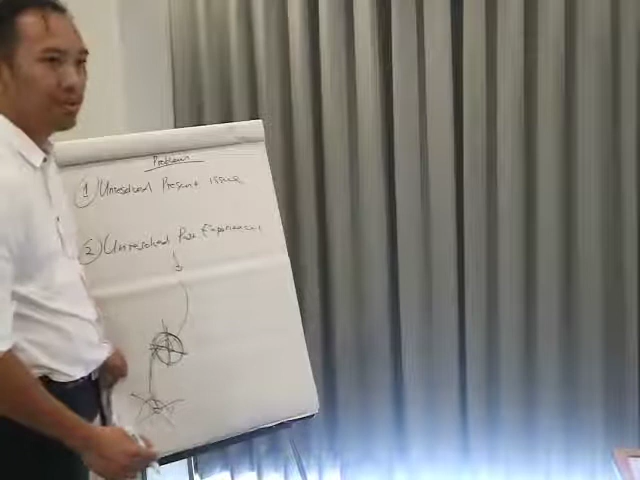 Problem
1 Unresolved Present issue
2 Unresolved Past Experiences